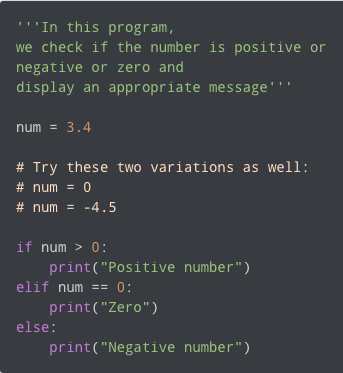 '''In this program,
we check if the number is positive or
negative or zero and
display an appropriate message'''
num = 3.4
# Try these two variations as well:
# num = 0
# num = -4.5
if num > 0:
    print("Positive number")
elif num == 0:
    print("Zero")
else:
    print("Negative number")